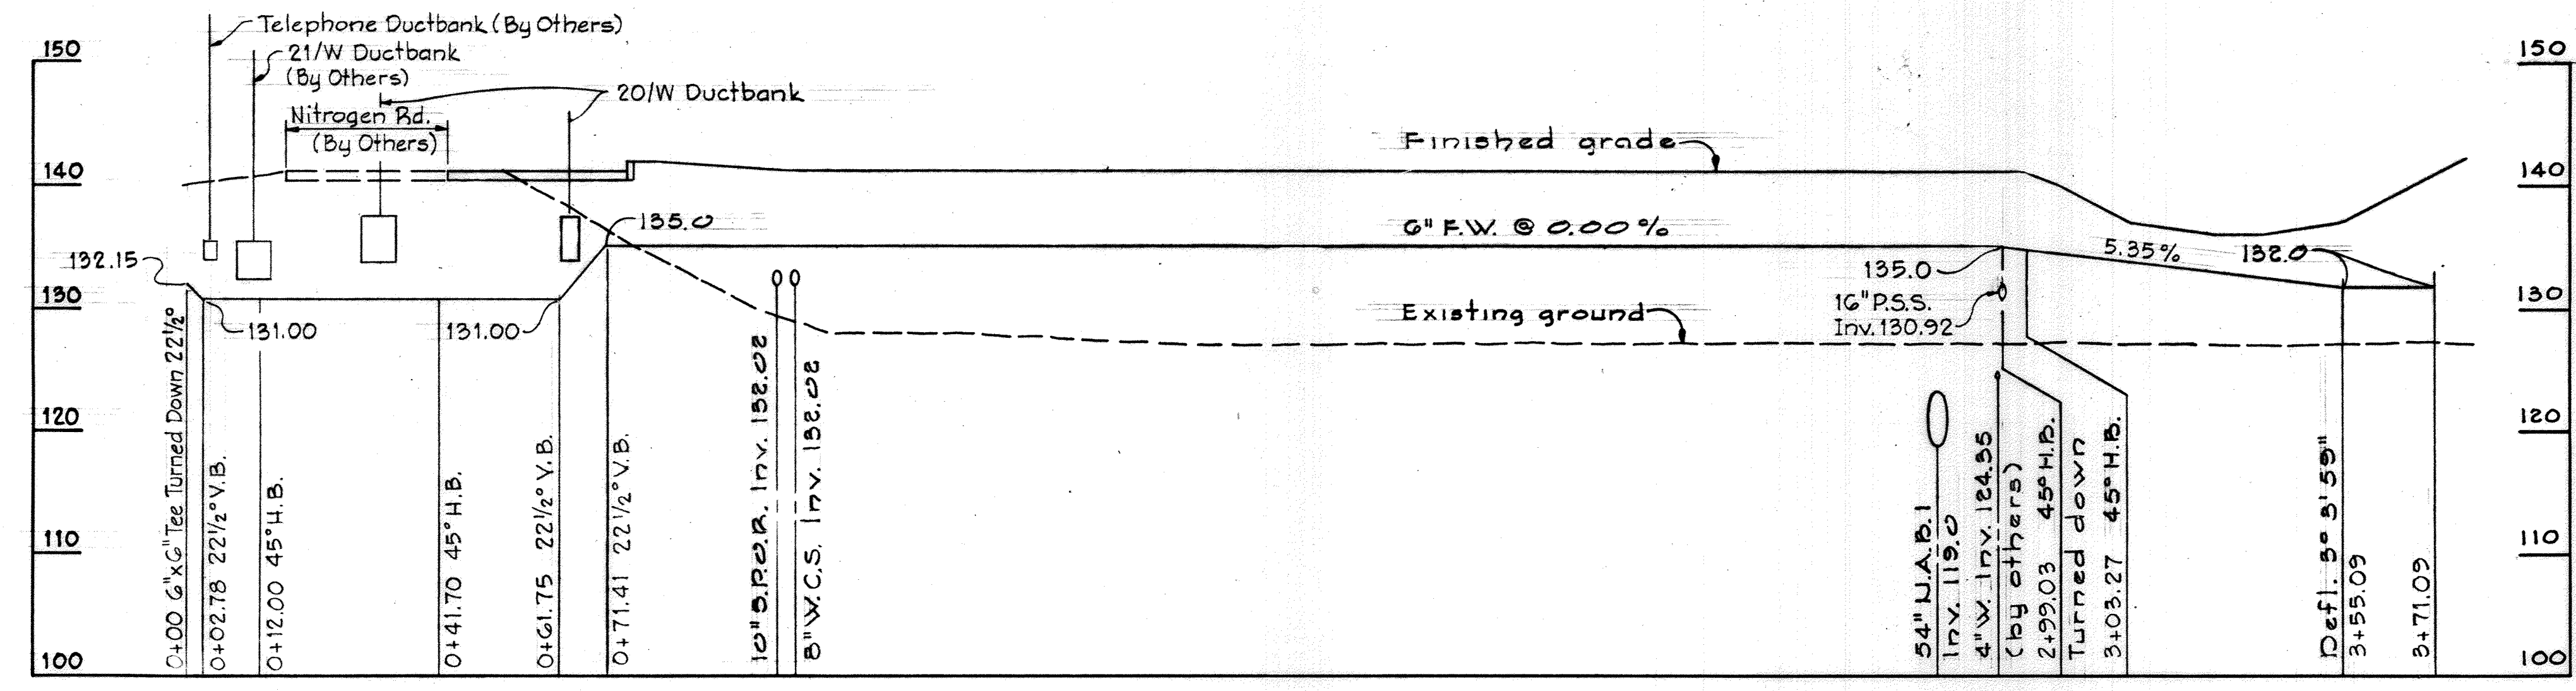 Telephone Ductbank (By Others)
21/W Ductbank
(By Others)
20/W Ductbank
Nitrogen Rd.
(By Others)
150
150
140
140
130
130
120
120
110
110
100
100
Finished grade
6" F.W. @ 0.00%
135.0
132.15
131.00
131.00
135.0
5.35%
132.0
16" P.S.S.
Inv. 130.92
Existing ground
0+00 6"x6" Tee Turned Down 22½°
0+02.78 22½° V.B.
0+12.00 45° H.B.
0+41.70 45° H.B.
0+61.75 22½° V.B.
0+71.41 22½° V.B.
Inv. 132.02
8" W.C.S. Inv. 132.02
54" N.A.B.1
Inv. 119.0
4" W. Inv. 124.35
(by others)
2+99.03 45° H.B.
Turned down
3+03.27 45° H.B.
Defl. 3° 3' 59"
3+55.09
3+71.09